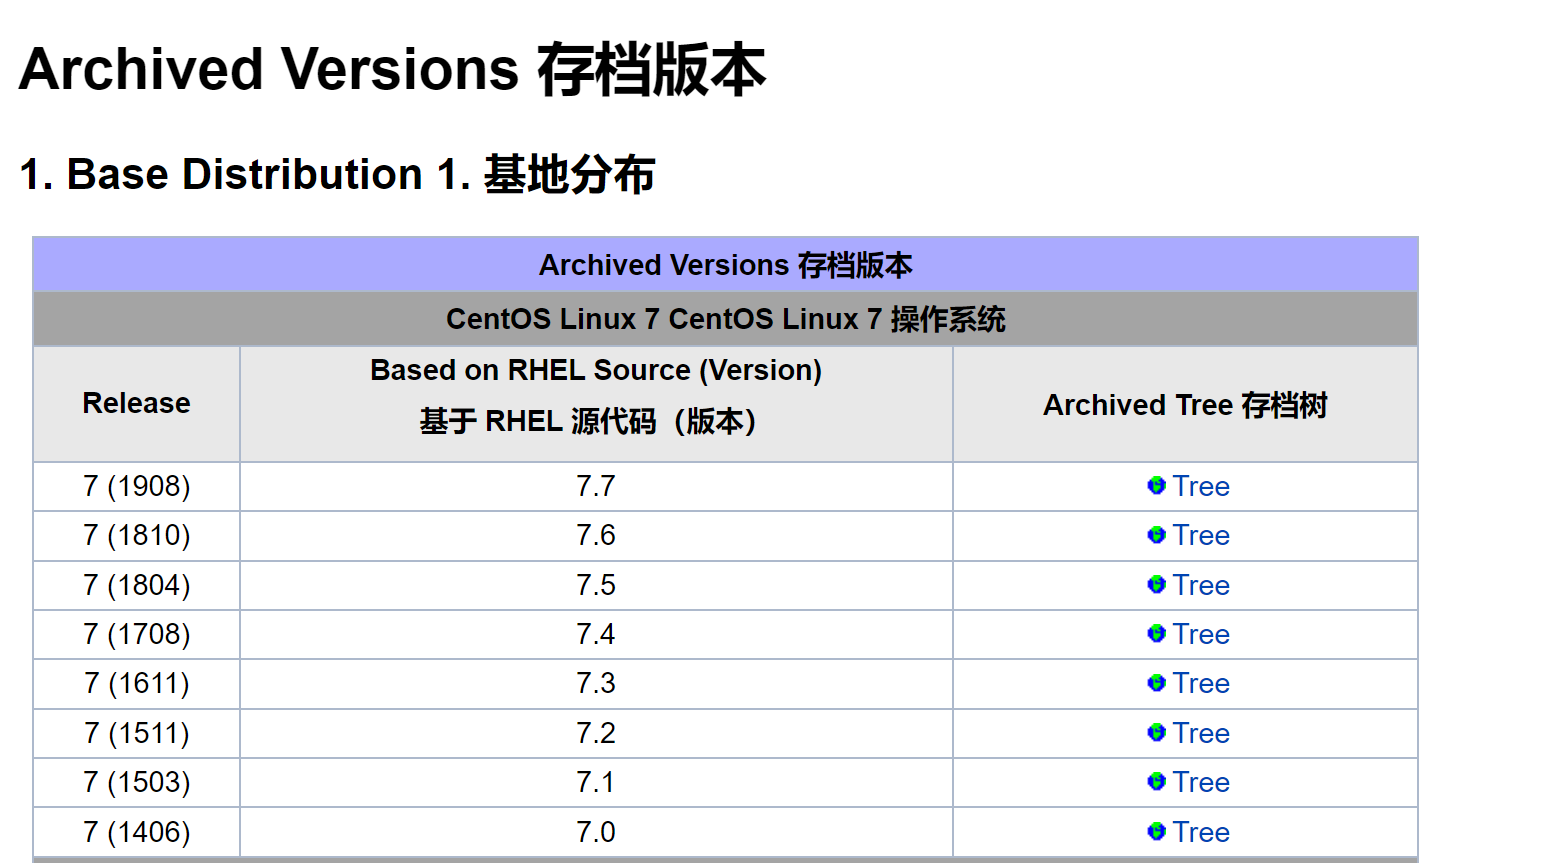 Archived Versions 存档版本
1. Base Distribution 1. 基地分布
Archived Versions 存档版本
CentOS Linux 7 CentOS Linux 7 操作系统
Release
Based on RHEL Source (Version)
基于 RHEL 源代码（版本）
Archived Tree 存档树
7 (1908) 7.7 Tree
7 (1810) 7.6 Tree
7 (1804) 7.5 Tree
7 (1708) 7.4 Tree
7 (1611) 7.3 Tree
7 (1511) 7.2 Tree
7 (1503) 7.1 Tree
7 (1406) 7.0 Tree